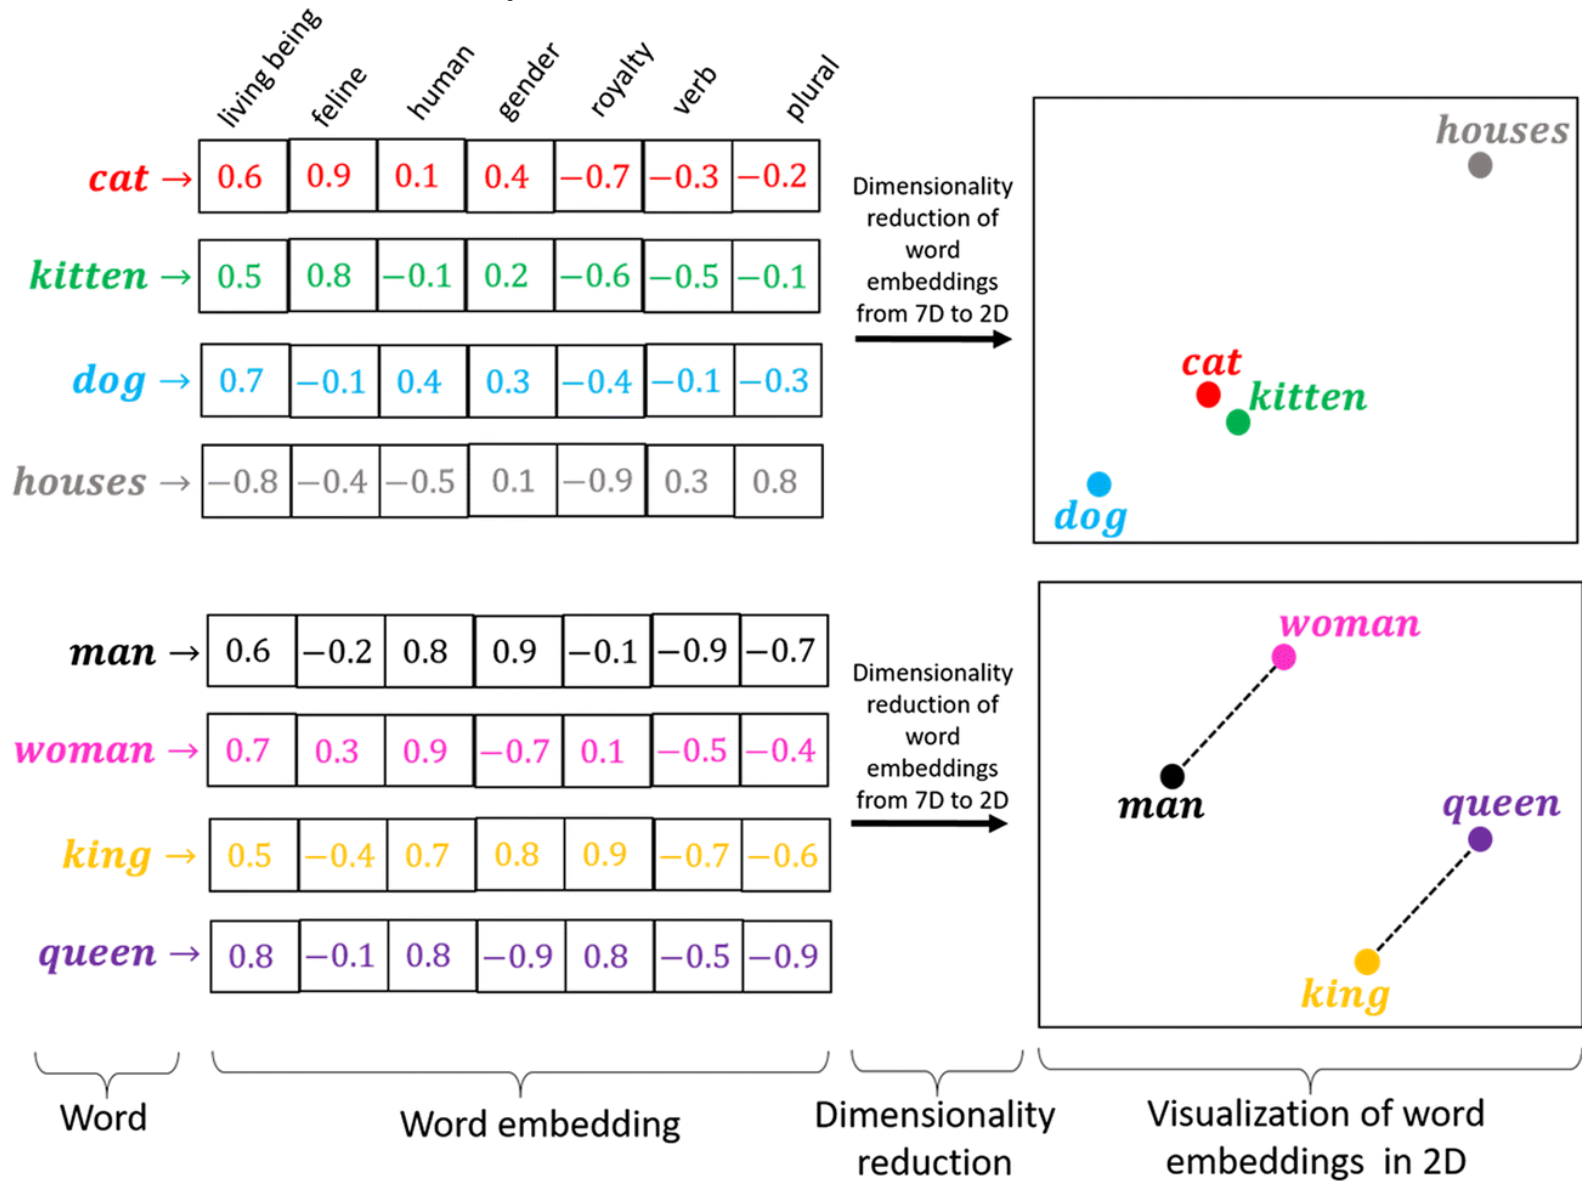 living being feline human gender royalty verb plural
cat → 0.6 0.9 0.1 0.4 −0.7 −0.3 −0.2
kitten → 0.5 0.8 −0.1 0.2 −0.6 −0.5 −0.1
dog → 0.7 −0.1 0.4 0.3 −0.4 −0.1 −0.3
houses → −0.8 −0.4 −0.5 0.1 −0.9 0.3 0.8
Dimensionality
reduction of
word
embeddings
from 7D to 2D
houses
cat
kitten
dog
man → 0.6 −0.2 0.8 0.9 −0.1 −0.9 −0.7
woman → 0.7 0.3 0.9 −0.7 0.1 −0.5 −0.4
king → 0.5 −0.4 0.7 0.8 0.9 −0.7 −0.6
queen → 0.8 −0.1 0.8 −0.9 0.8 −0.5 −0.9
Dimensionality
reduction of
word
embeddings
from 7D to 2D
woman
man
queen
king
Word
Word embedding
Dimensionality
reduction
Visualization of word
embeddings in 2D